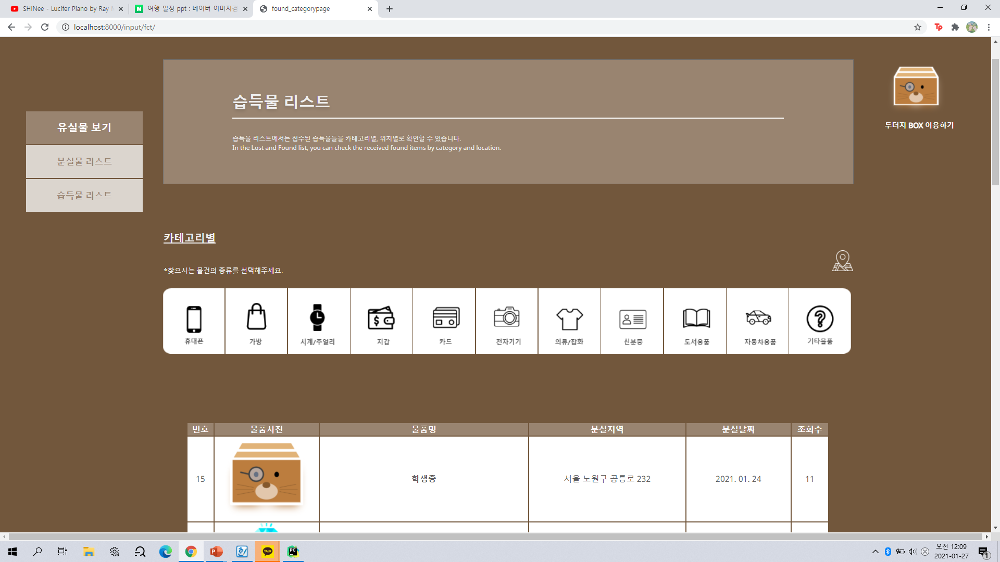 SHINee - Lucifer Piano by Ray
여행 일정 ppt : 네이버 이미지검
found_categorypage
localhost:8000/input/fct/
Tp
습득물 리스트
습득물 리스트에서는 접수된 습득물들을 카테고리별, 위치별로 확인할 수 있습니다.
In the Lost and Found list, you can check the received found items by category and location.
두더지 BOX 이용하기
유실물 보기
분실물 리스트
습득물 리스트
카테고리별
*찾으시는 물건의 종류를 선택해주세요.
휴대폰
가방
시계/주얼리
지갑
카드
전자기기
의류/잡화
신분증
도서용품
자동차용품
기타물품
번호 물품사진 물품명 분실지역 분실날짜 조회수
15 학생증 서울 노원구 공릉로 232 2021. 01. 24 11
TALK
PC
오전 12:09
2021-01-27
1